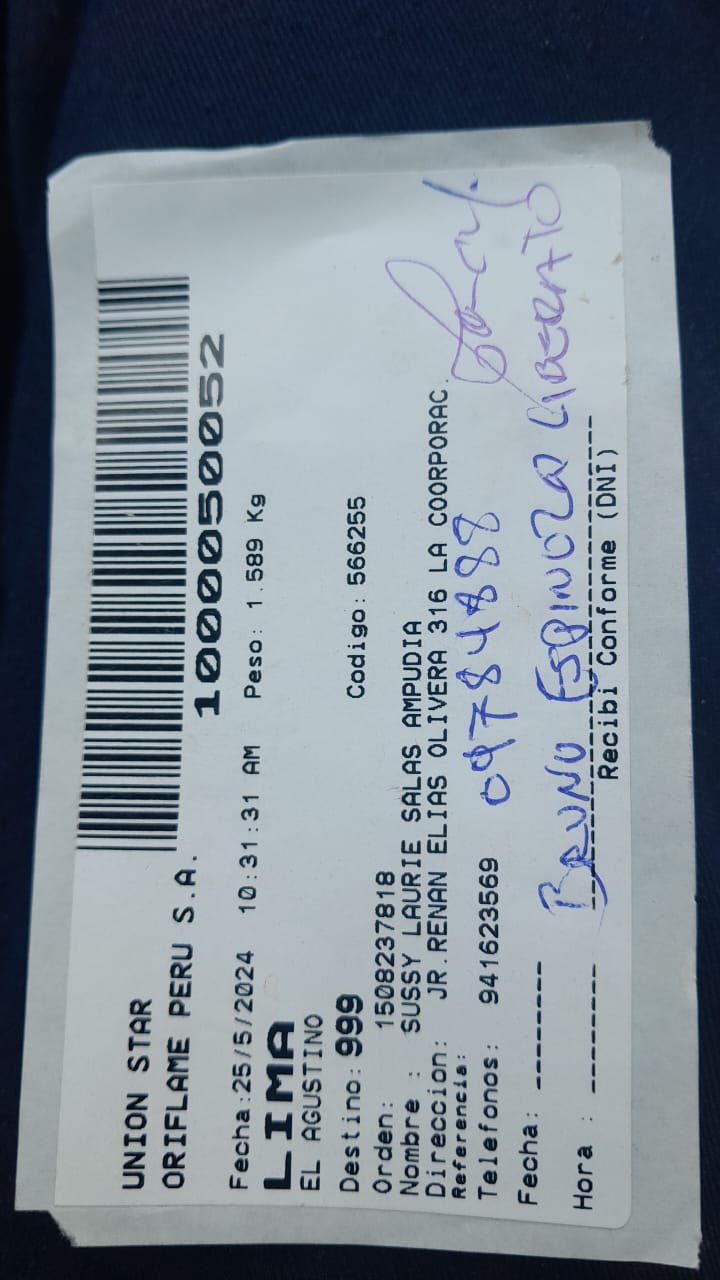 UNION STAR
ORIFLAME PERU S.A.
1000050052
Fecha:25/5/2024 10:31:31 AM Peso: 1.589 Kg
LIMA
EL AGUSTINO
Destino: 999 Codigo: 566255
Orden: 1508237818
Nombre : SUSSY LAURIE SALAS AMPUDIA
Direccion: JR.RENAN ELIAS OLIVERA 316 LA COORPORAC.
Referencia:
Telefonos: 941623569 09784888
Fecha: --------
BRUNO ESPINOZA LIBERATO
Hora : --------
Recibi Conforme (DNI)